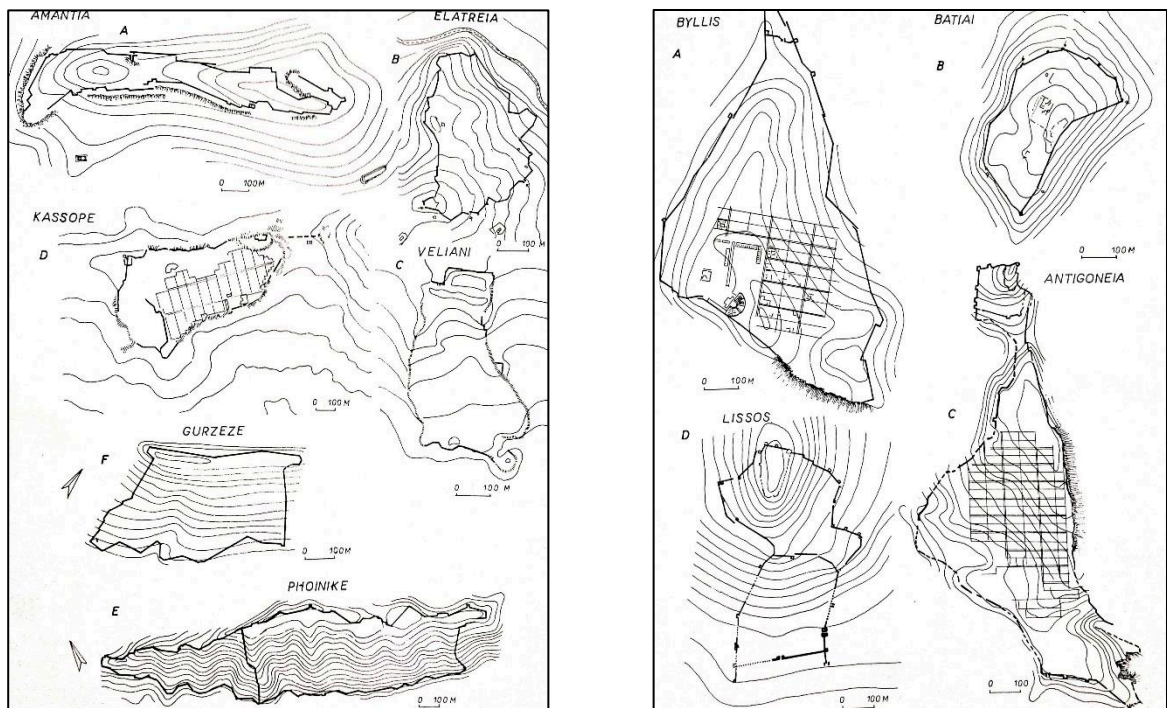 AMANTIA
A
0 100M
ELATREIA
B
0 100M
KASSOPE
D
0 100M
VELIANI
C
0 100 M
GURZEZE
F
0 100M
PHOINIKE
E
0 100M
BYLLIS
A
0 100M
BATIAI
B
0 100M
ANTIGONEIA
C
0 100
LISSOS
D
0 100M